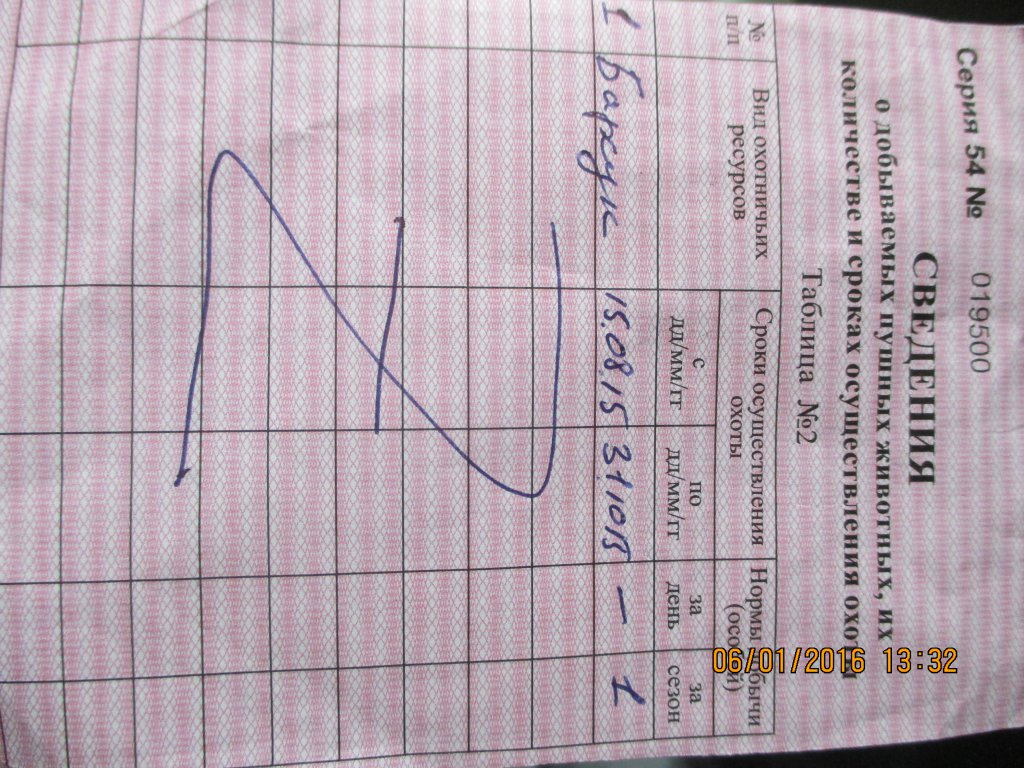 Серия 54 № 019500
СВЕДЕНИЯ
о добываемых пушных животных, их
количестве и сроках осуществления охоты
Таблица №2
№ п/п
Вид охотничьих ресурсов
Сроки осуществления охоты
Нормы добычи (особей)
с дд/мм/гг
по дд/мм/гг
за день
за сезон
1 Барсук 15.08.15 31.10 15 — 1
06/01/2016 13:32